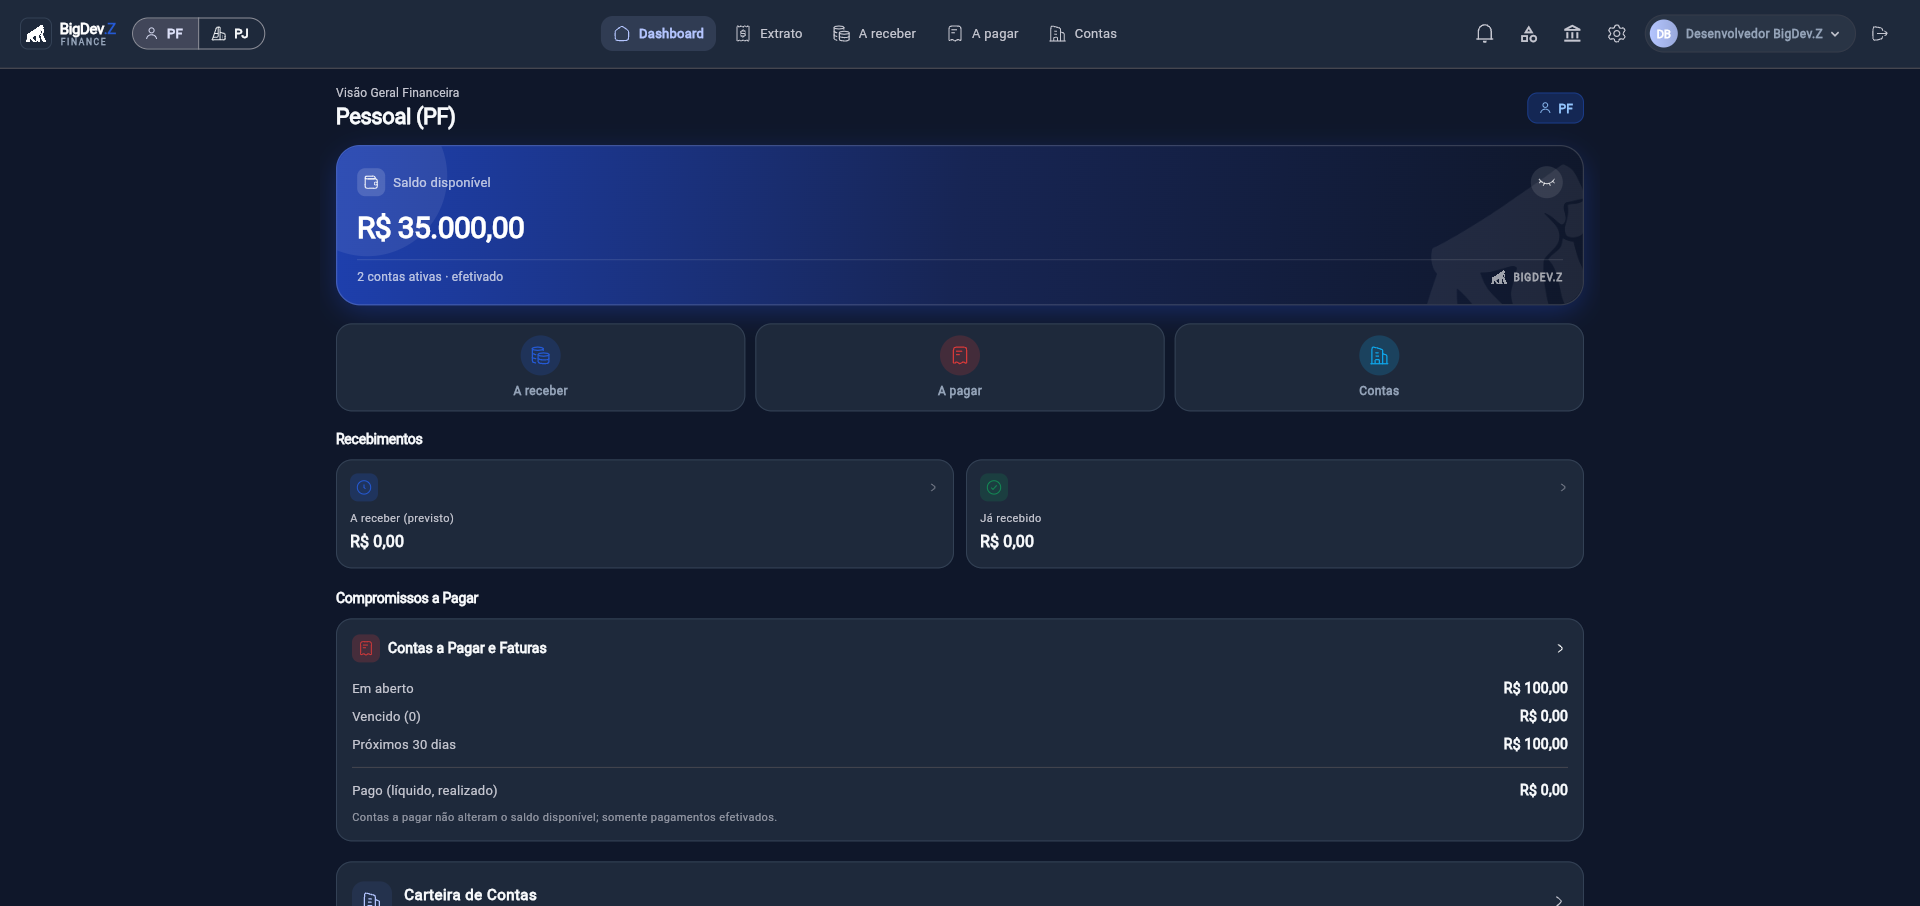 BigDev.Z
FINANCE
PF
PJ
Dashboard
Extrato
A receber
A pagar
Contas
DB
Desenvolvedor BigDev.Z
Visão Geral Financeira
Pessoal (PF)
PF
Saldo disponível
R$ 35.000,00
2 contas ativas · efetivado
BIGDEV.Z
A receber
A pagar
Contas
Recebimentos
A receber (previsto)
R$ 0,00
Já recebido
R$ 0,00
Compromissos a Pagar
Contas a Pagar e Faturas
Em aberto R$ 100,00
Vencido (0) R$ 0,00
Próximos 30 dias R$ 100,00
Pago (líquido, realizado) R$ 0,00
Contas a pagar não alteram o saldo disponível; somente pagamentos efetivados.
Carteira de Contas